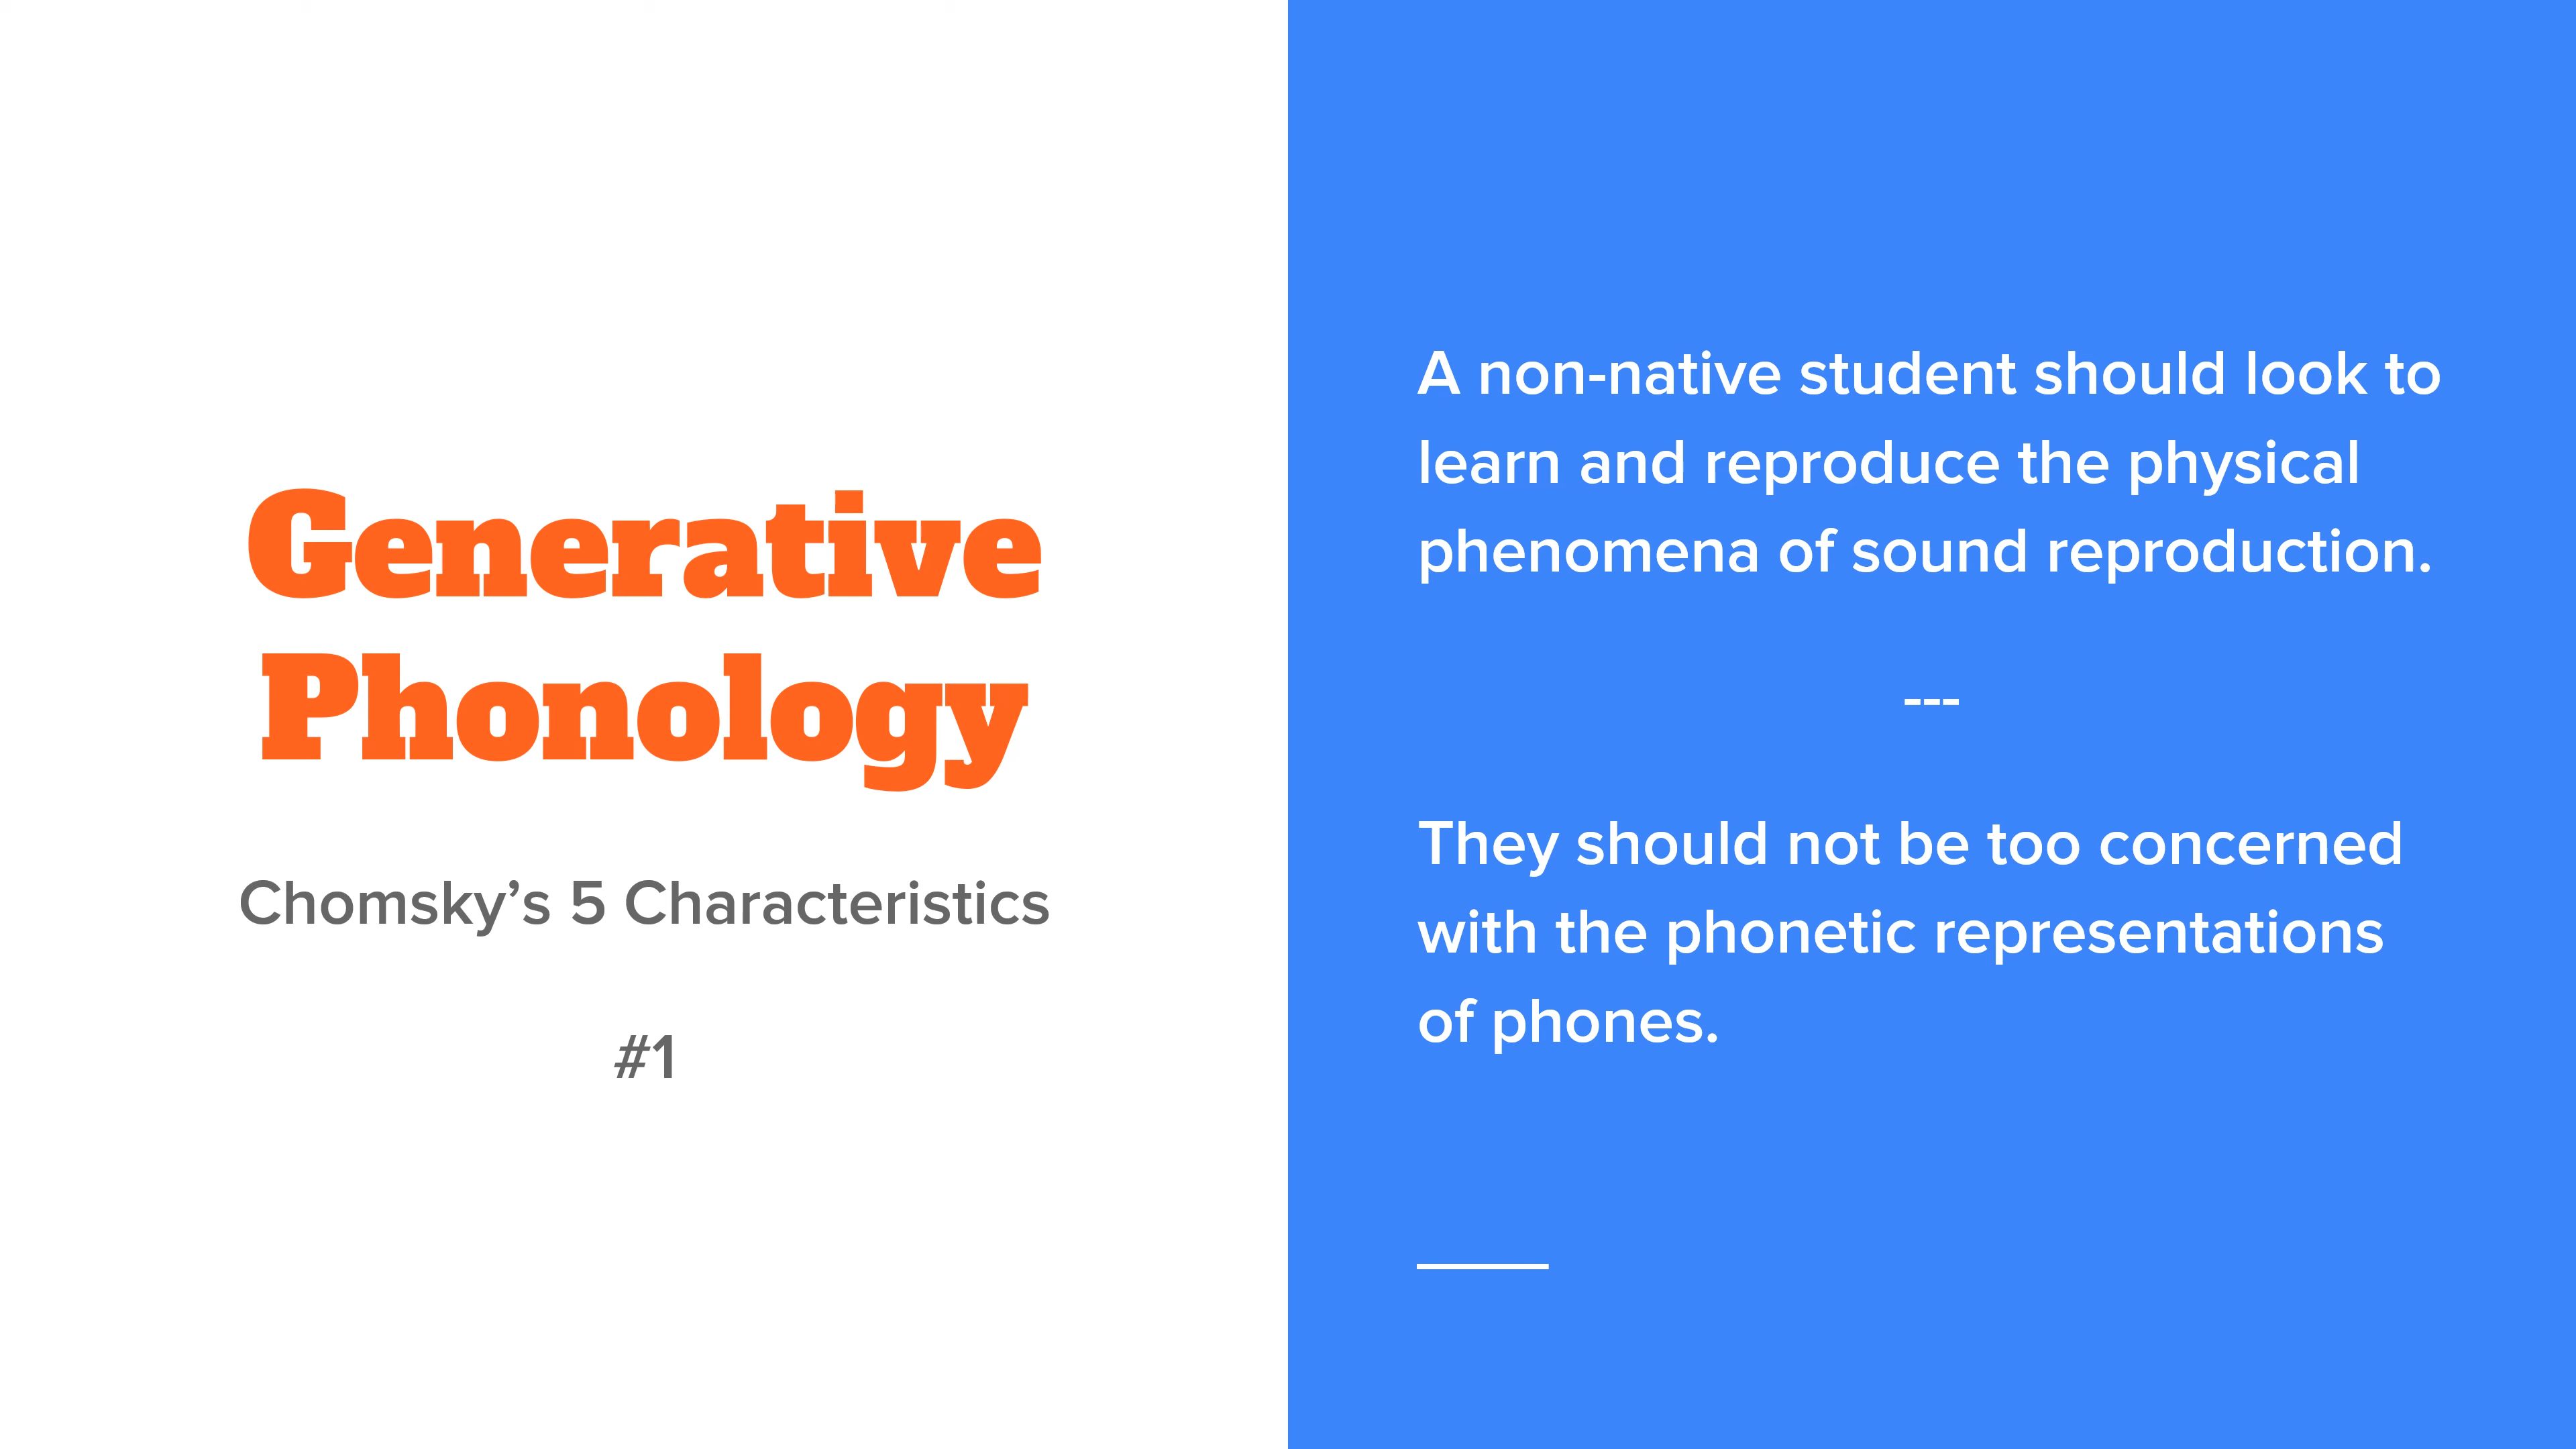 Generative
Phonology
Chomsky’s 5 Characteristics
#1
A non-native student should look to
learn and reproduce the physical
phenomena of sound reproduction.
---
They should not be too concerned
with the phonetic representations
of phones.